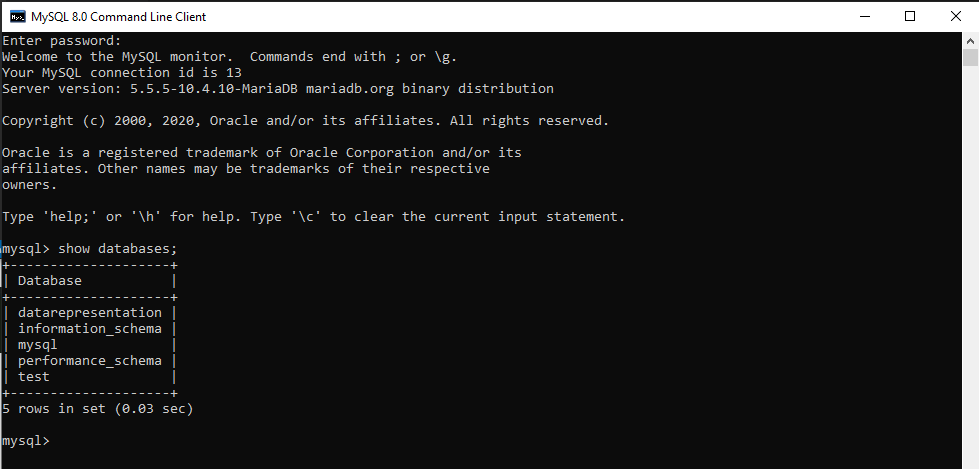 MySQL 8.0 Command Line Client
Enter password:
Welcome to the MySQL monitor.  Commands end with ; or \g.
Your MySQL connection id is 13
Server version: 5.5.5-10.4.10-MariaDB mariadb.org binary distribution

Copyright (c) 2000, 2020, Oracle and/or its affiliates. All rights reserved.

Oracle is a registered trademark of Oracle Corporation and/or its
affiliates. Other names may be trademarks of their respective
owners.

Type 'help;' or '\h' for help. Type '\c' to clear the current input statement.

mysql> show databases;
+--------------------+
| Database           |
+--------------------+
| datarepresentation |
| information_schema |
| mysql              |
| performance_schema |
| test               |
+--------------------+
5 rows in set (0.03 sec)

mysql>